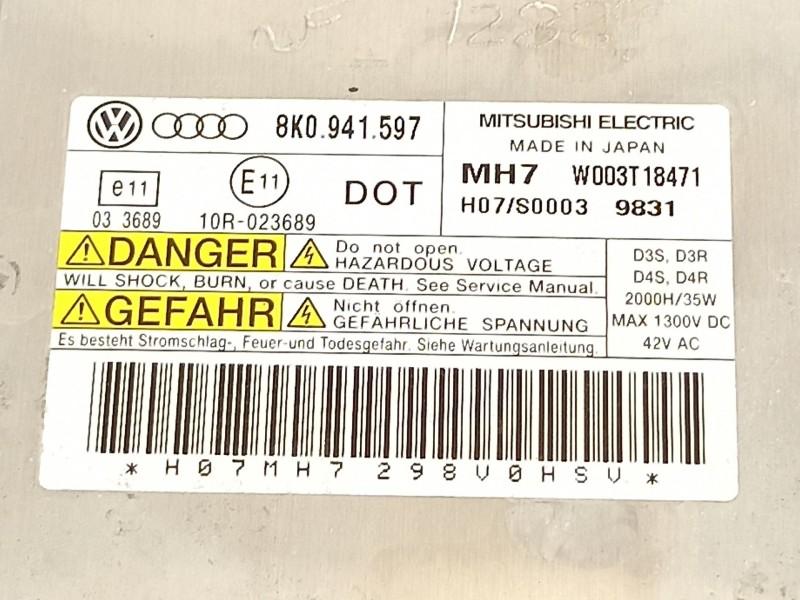 8K0.941.597
MITSUBISHI ELECTRIC
MADE IN JAPAN
MH7 W003T18471
H07/S0003 9831
e11
03 3689
E11
10R-023689
DOT
DANGER
Do not open.
HAZARDOUS VOLTAGE
WILL SHOCK, BURN, or cause DEATH. See Service Manual.
GEFAHR
Nicht öffnen.
GEFÄHRLICHE SPANNUNG
Es besteht Stromschlag-, Feuer-und Todesgefahr. Siehe Wartungsanleitung.
D3S, D3R
D4S, D4R
2000H/35W
MAX 1300V DC
42V AC
* H07MH7298V0HSV *